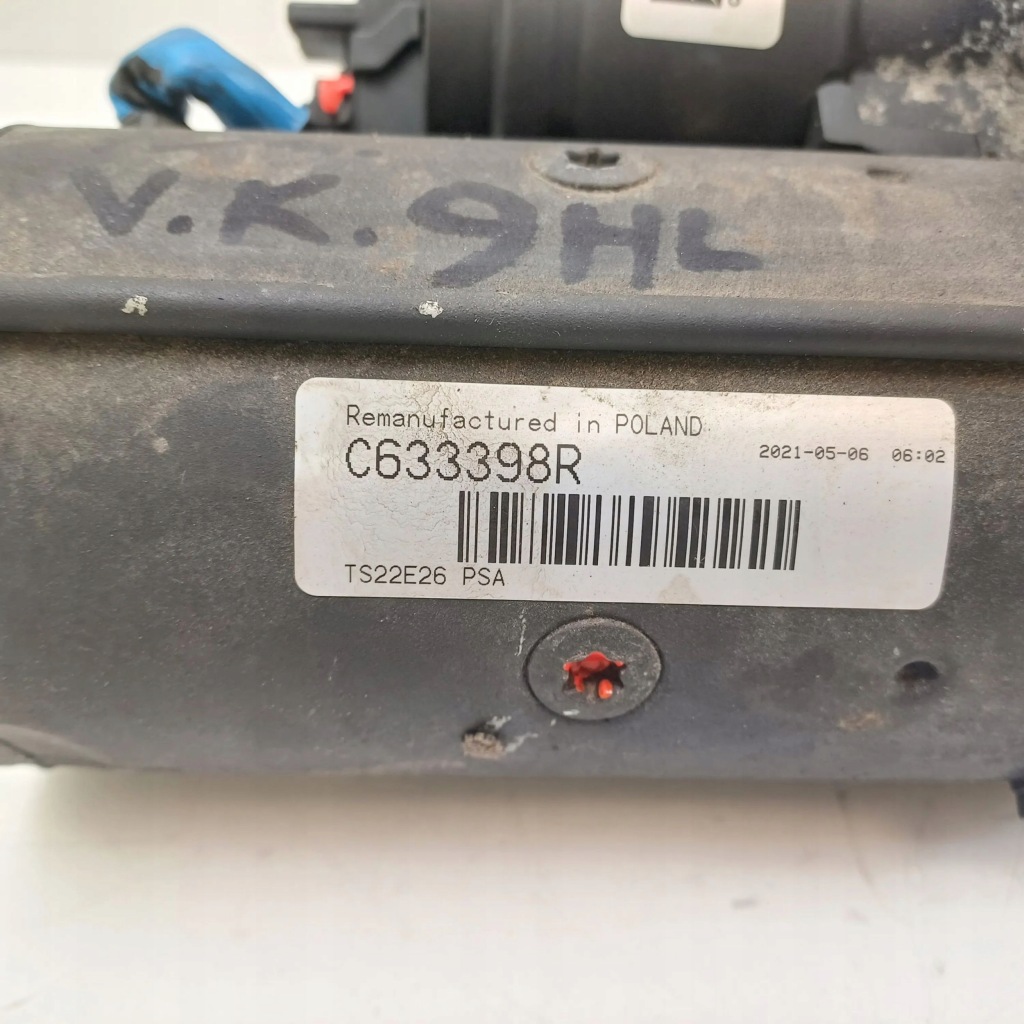 V.K. 9HL
Remanufactured in POLAND
C633398R
2021-05-06 06:02
TS22E26 PSA